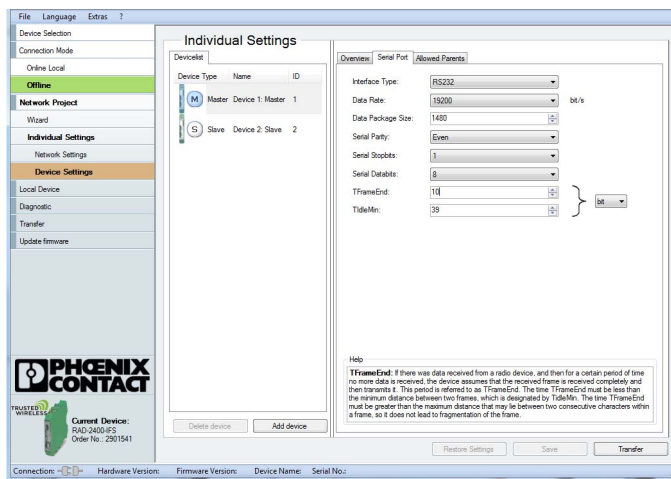 File Language Extras ?
Device Selection
Connection Mode
Online Local
Offline
Network Project
Wizard
Individual Settings
Network Settings
Device Settings
Local Device
Diagnostic
Transfer
Update firmware
PHŒNIX
CONTACT
TRUSTED
WIRELESS
Current Device:
RAD-2400-IFS
Order No.: 2901541
Individual Settings
Devicelist
Device Type Name ID
M Master Device 1: Master 1
S Slave Device 2: Slave 2
Delete device Add device
Overview Serial Port Allowed Parents
Interface Type: RS232
Data Rate: 19200 bit/s
Data Package Size: 1480
Serial Parity: Even
Serial Stopbits: 1
Serial Databits: 8
TFrameEnd: 10
TIdleMin: 39
bit
Help
TFrameEnd: If there was data received from a radio device, and then for a certain period of time
no more data is received, the device assumes that the received frame is received completely and
then transmits it. This period is referred to as TFrameEnd. The time TFrameEnd must be less than
the minimum distance between two frames, which is designated by TidleMin. The time TFrameEnd
must be greater than the maximum distance that may lie between two consecutive characters within
a frame, so it does not lead to fragmentation of the frame.
Restore Settings Save Transfer
Connection: Hardware Version: Firmware Version: Device Name: Serial No.: